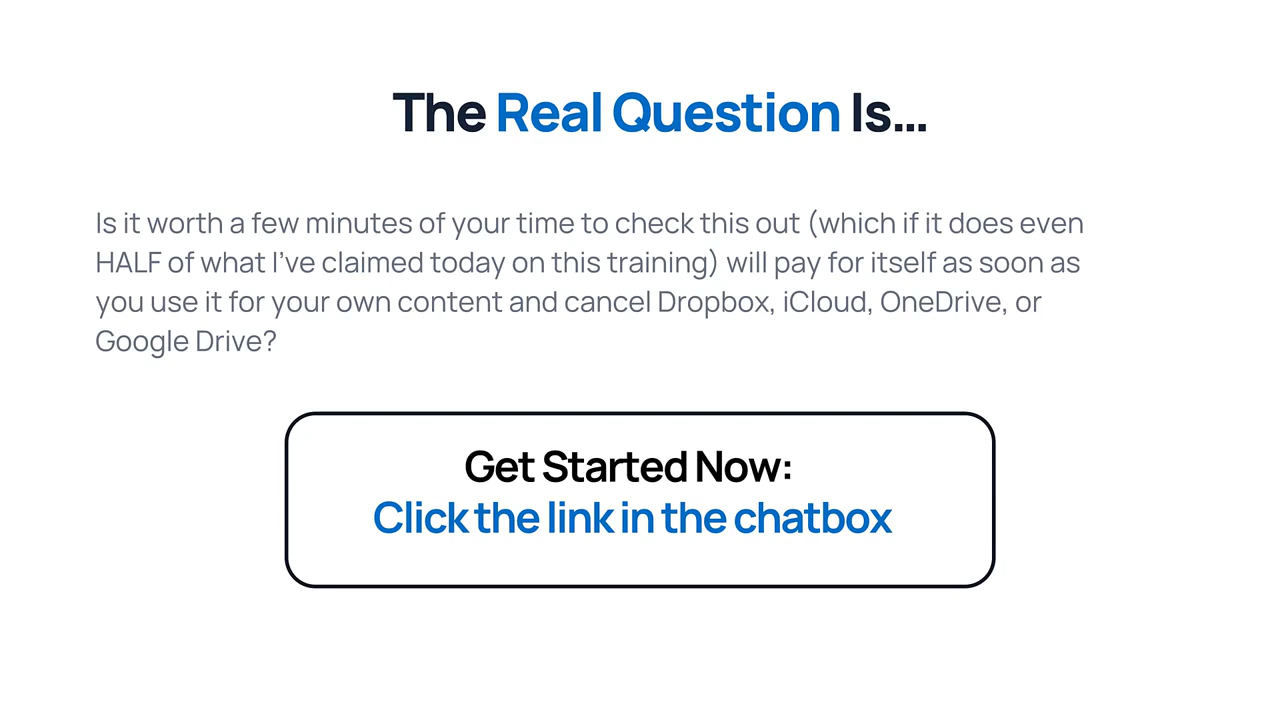 The Real Question Is...
Is it worth a few minutes of your time to check this out (which if it does even
HALF of what I've claimed today on this training) will pay for itself as soon as
you use it for your own content and cancel Dropbox, iCloud, OneDrive, or
Google Drive?
Get Started Now:
Click the link in the chatbox